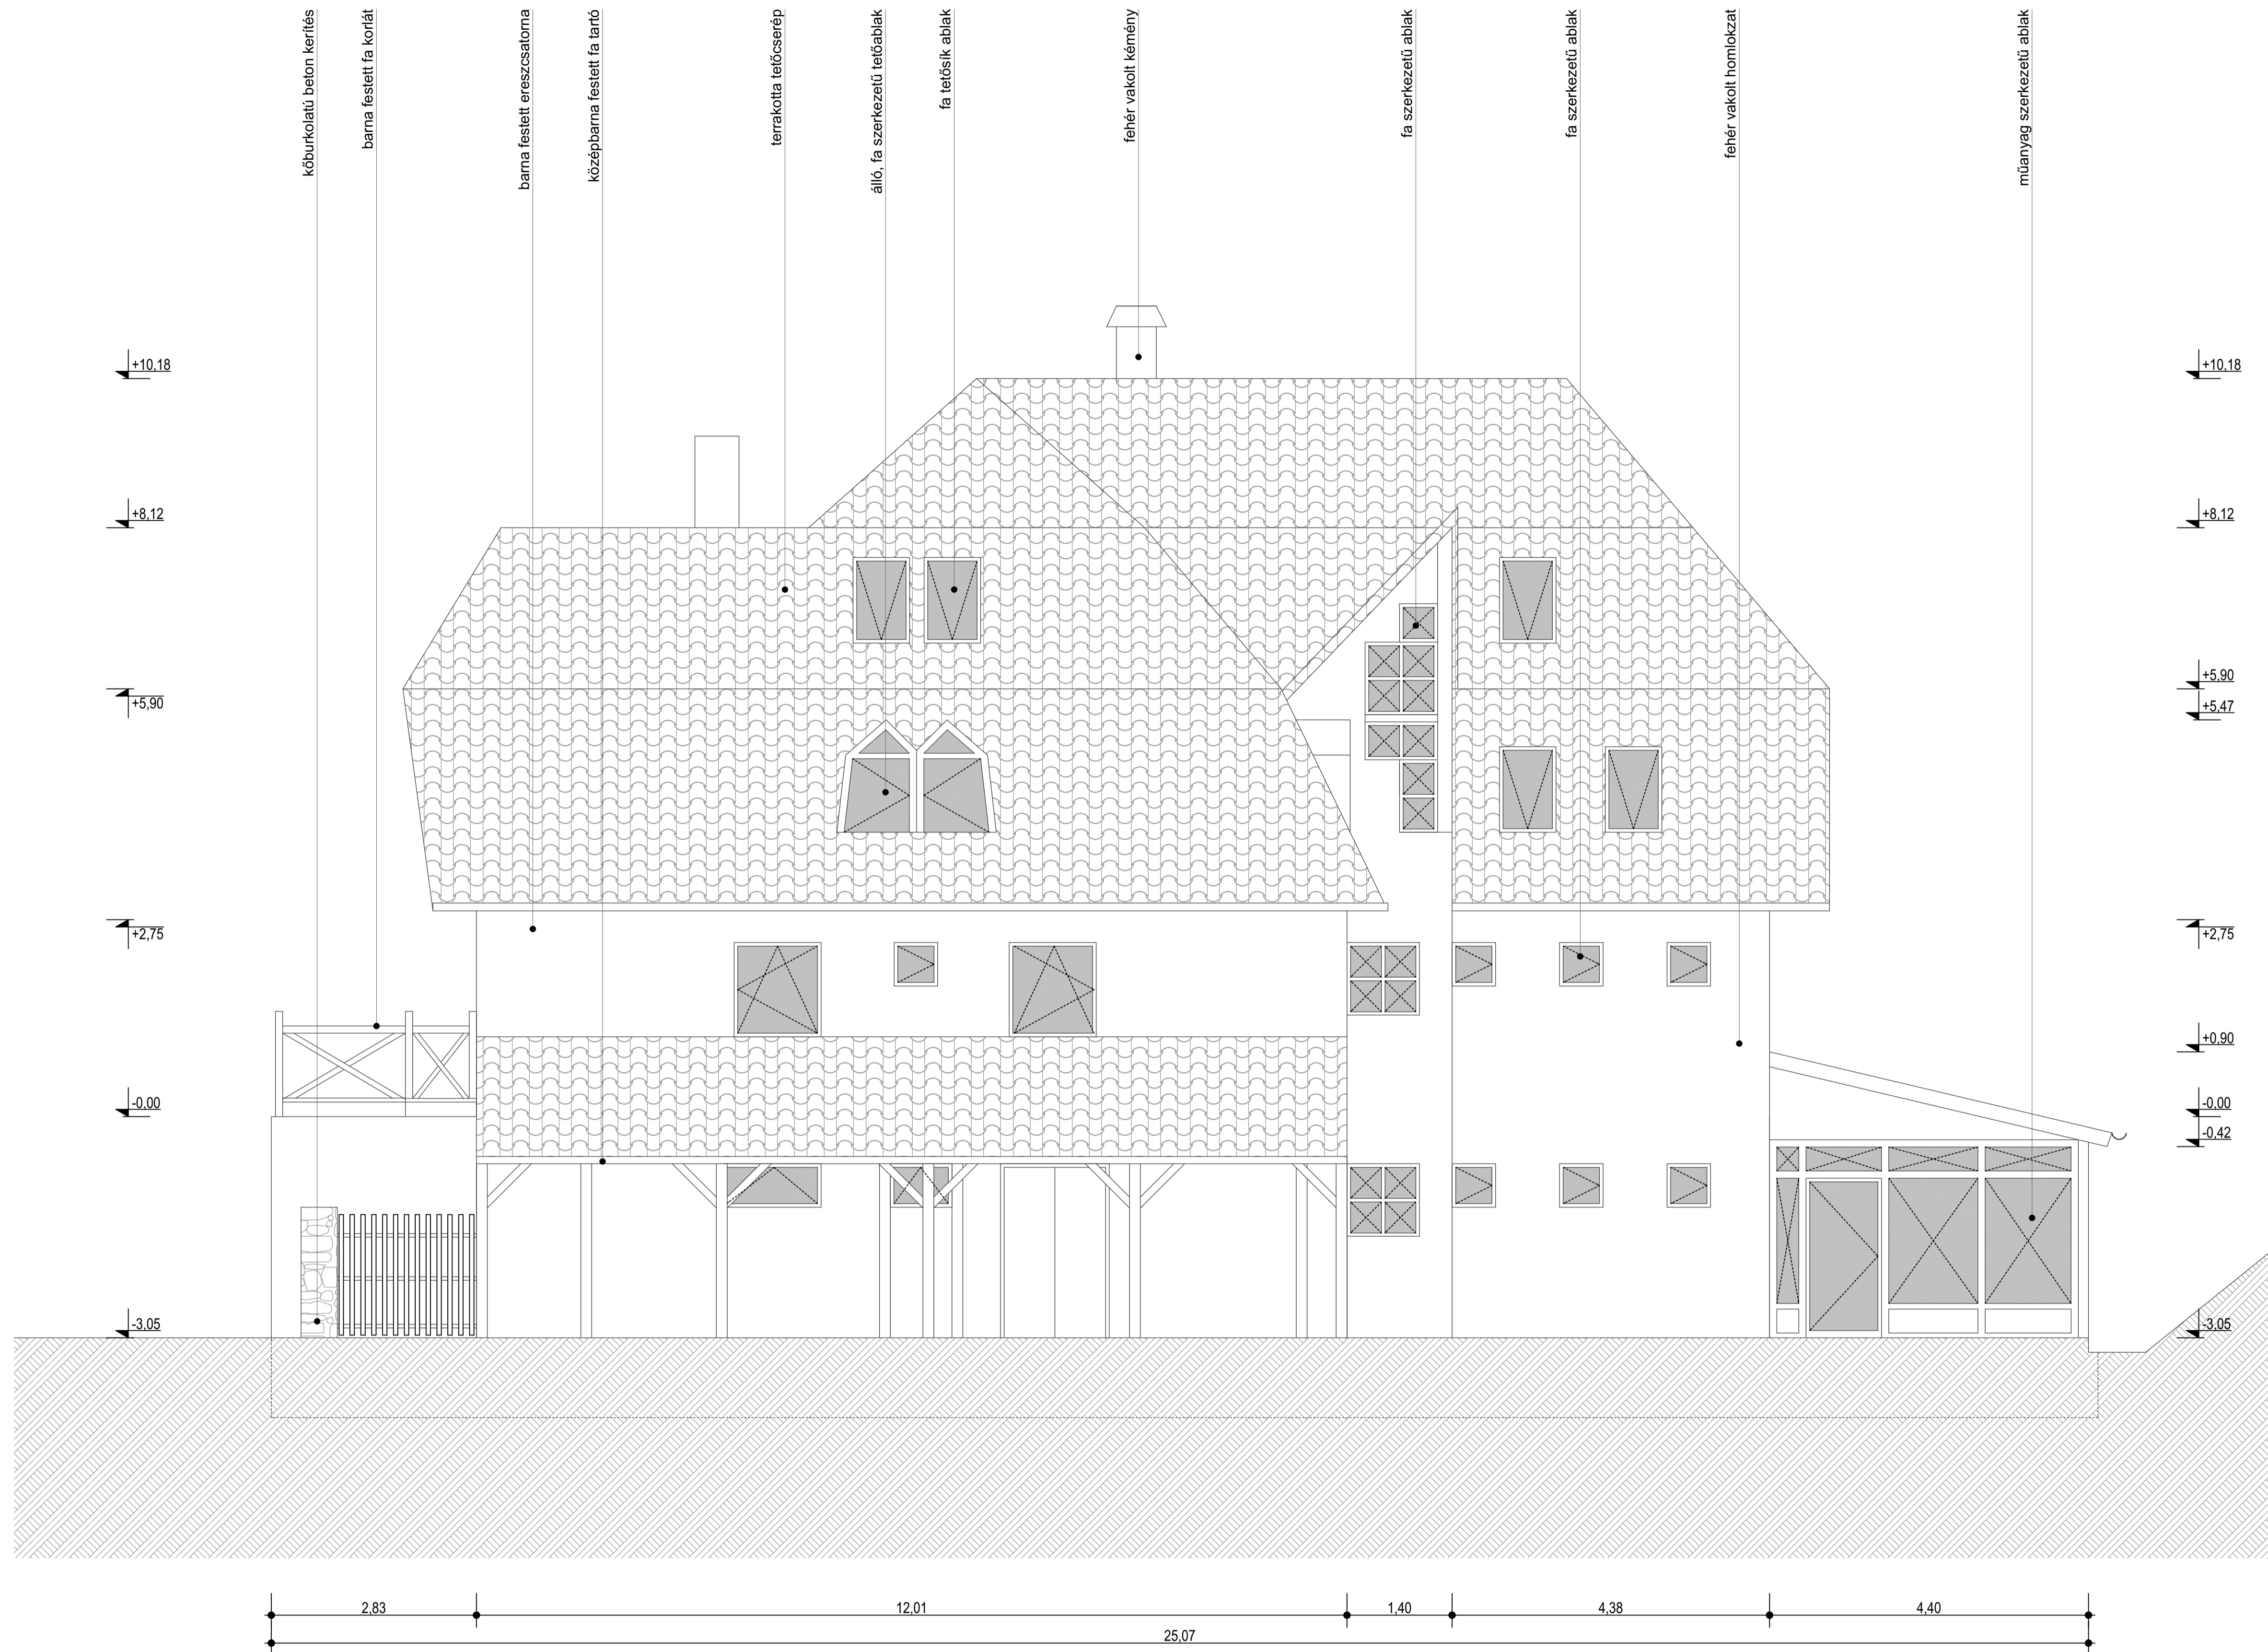 kőburkolatú beton kerítés
barna festett fa korlát
barna festett ereszcsatorna
középbarna festett fa tartó
terrakotta tetőcserép
álló, fa szerkezetű tetőablak
fa tetősík ablak
fehér vakolt kémény
fa szerkezetű ablak
fa szerkezetű ablak
fehér vakolt homlokzat
műanyag szerkezetű ablak
+10,18
+8,12
+5,90
+2,75
-0,00
-3.05
+10,18
+8,12
+5,90
+5,47
+2,75
+0,90
-0,00
-0,42
-3,05
2,83
12,01
1,40
4,38
4,40
25,07